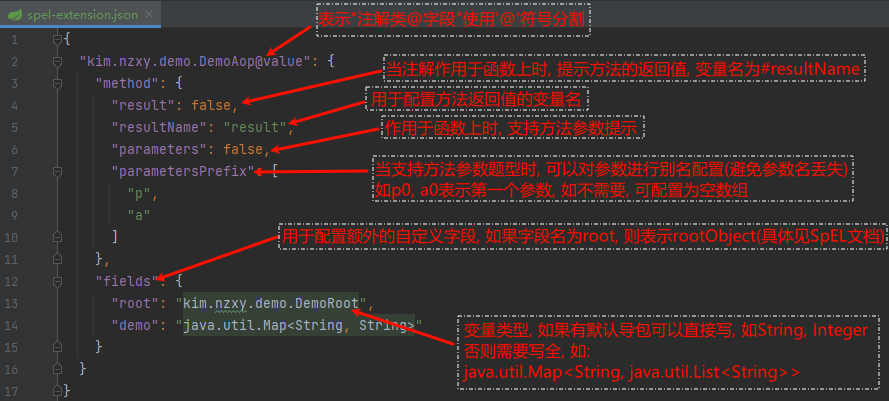 spel-extension.json
表示"注解类@字段"使用'@'符号分割
1 {
2 "kim.nzxy.demo.DemoAop@value": {
3 "method": {
当注解作用于函数上时, 提示方法的返回值, 变量名为#resultName
4 "result": false,
用于配置方法返回值的变量名
5 "resultName": "result",
作用于函数上时, 支持方法参数提示
6 "parameters": false,
当支持方法参数题型时, 可以对参数进行别名配置(避免参数名丢失)
7 "parametersPrefix": [
如p0, a0表示第一个参数, 如不需要, 可配置为空数组
8 "p",
9 "a"
10 ]
用于配置额外的自定义字段, 如果字段名为root, 则表示rootObject(具体见SpEL文档)
11 },
12 "fields": {
13 "root": "kim.nzxy.demo.DemoRoot",
14 "demo": "java.util.Map<String, String>"
变量类型, 如果有默认导包可以直接写, 如String, Integer
否则需要写全, 如:
java.util.Map<String, java.util.List<String>>
15 }
16 }
17 }